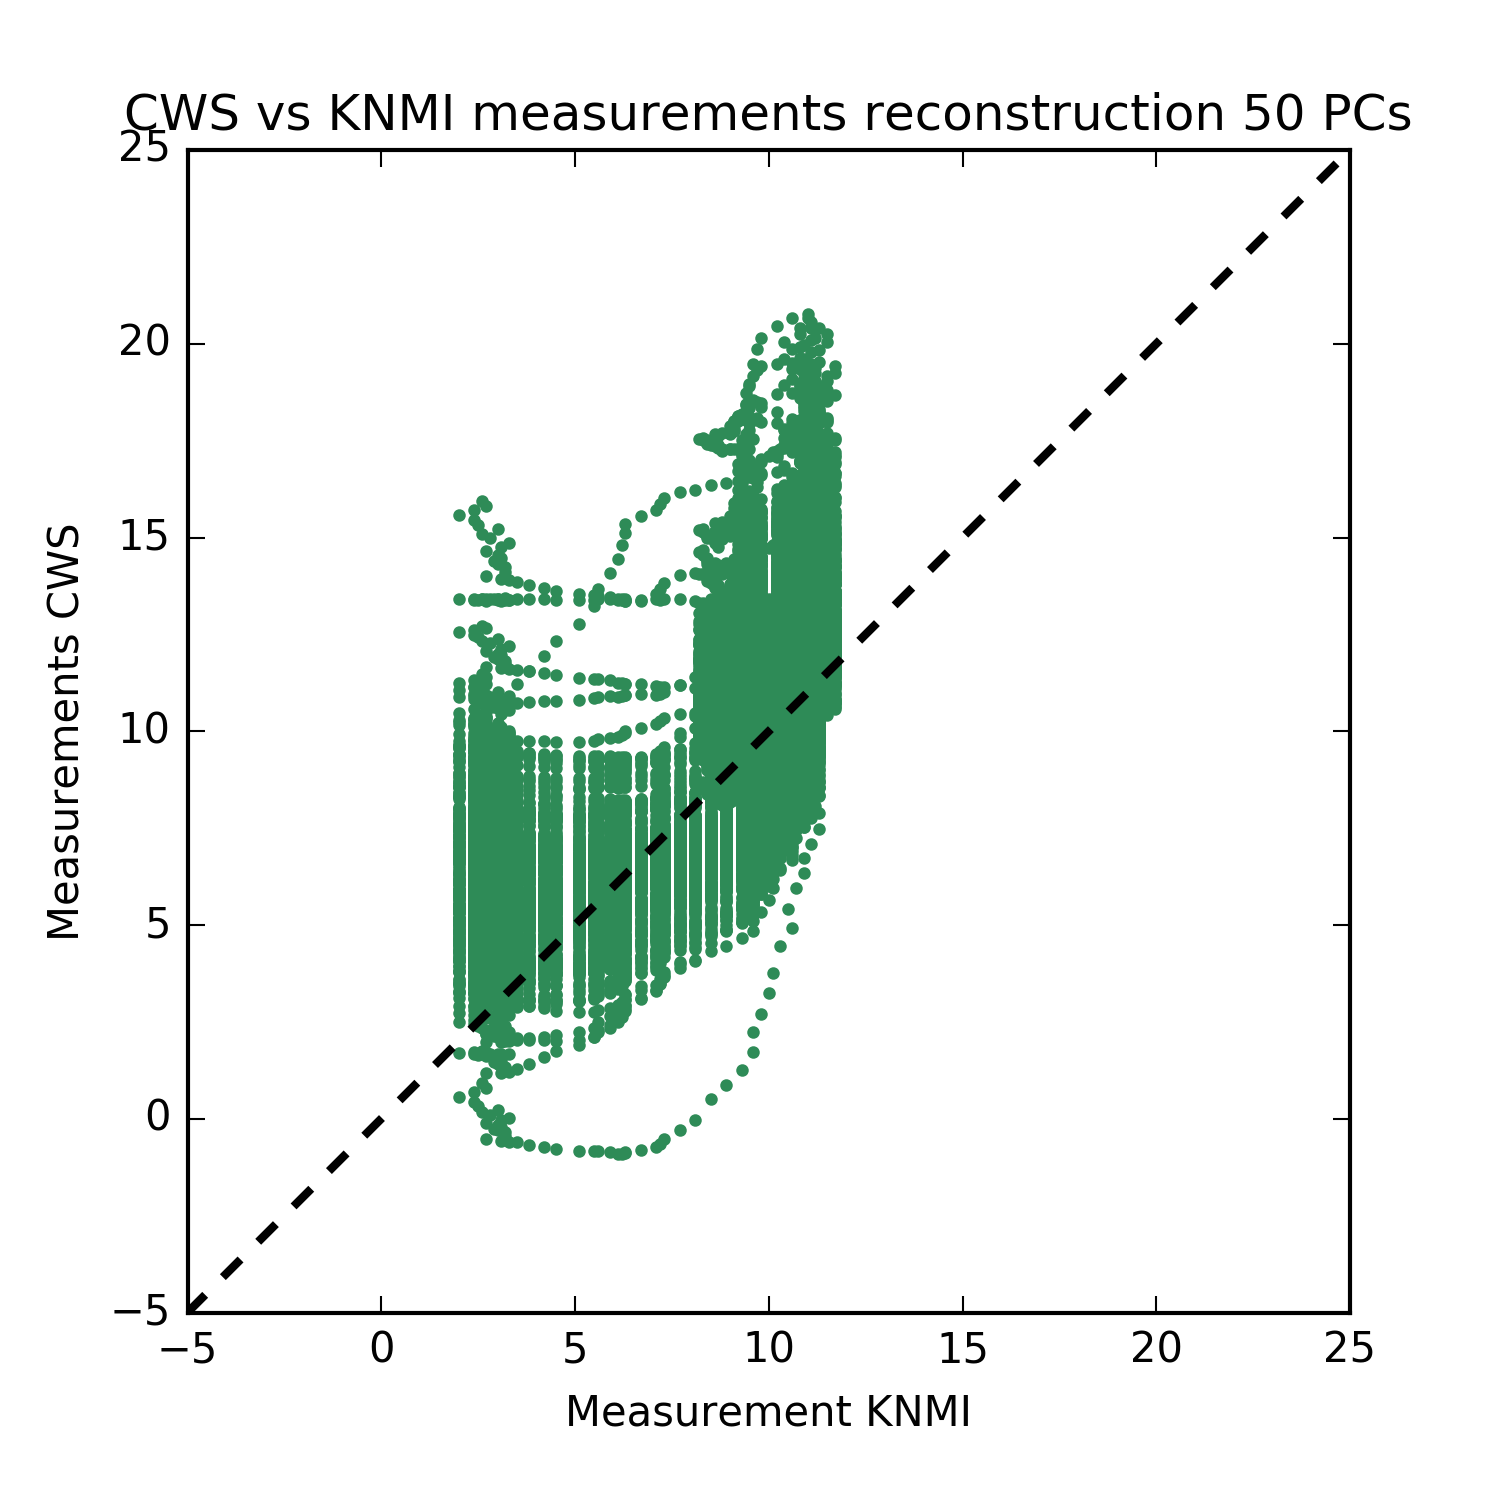 CWS vs KNMI measurements reconstruction 50 PCs
25
20
15
10
5
0
−5
Measurements CWS
−5 0 5 10 15 20 25
Measurement KNMI